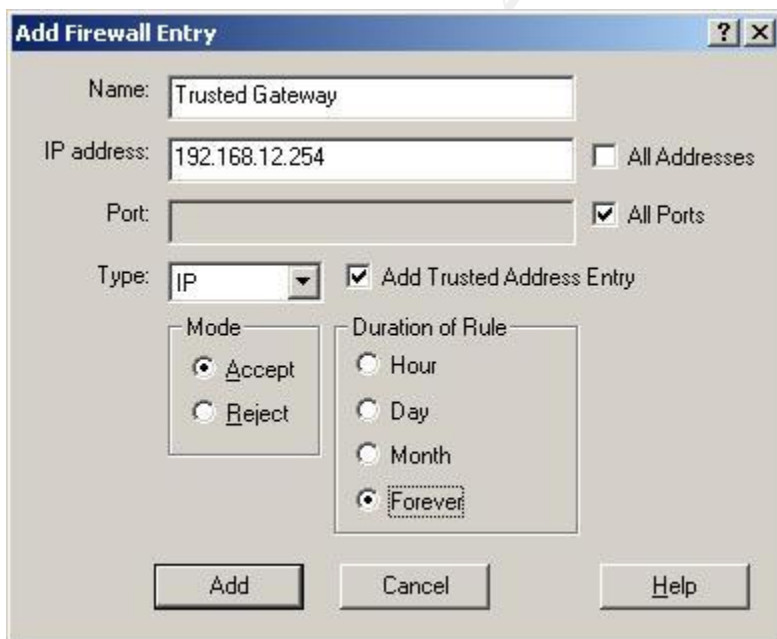 Add Firewall Entry
Name: Trusted Gateway
IP address: 192.168.12.254 All Addresses
Port: All Ports
Type: IP Add Trusted Address Entry
Mode
Accept
Reject
Duration of Rule
Hour
Day
Month
Forever
Add Cancel Help